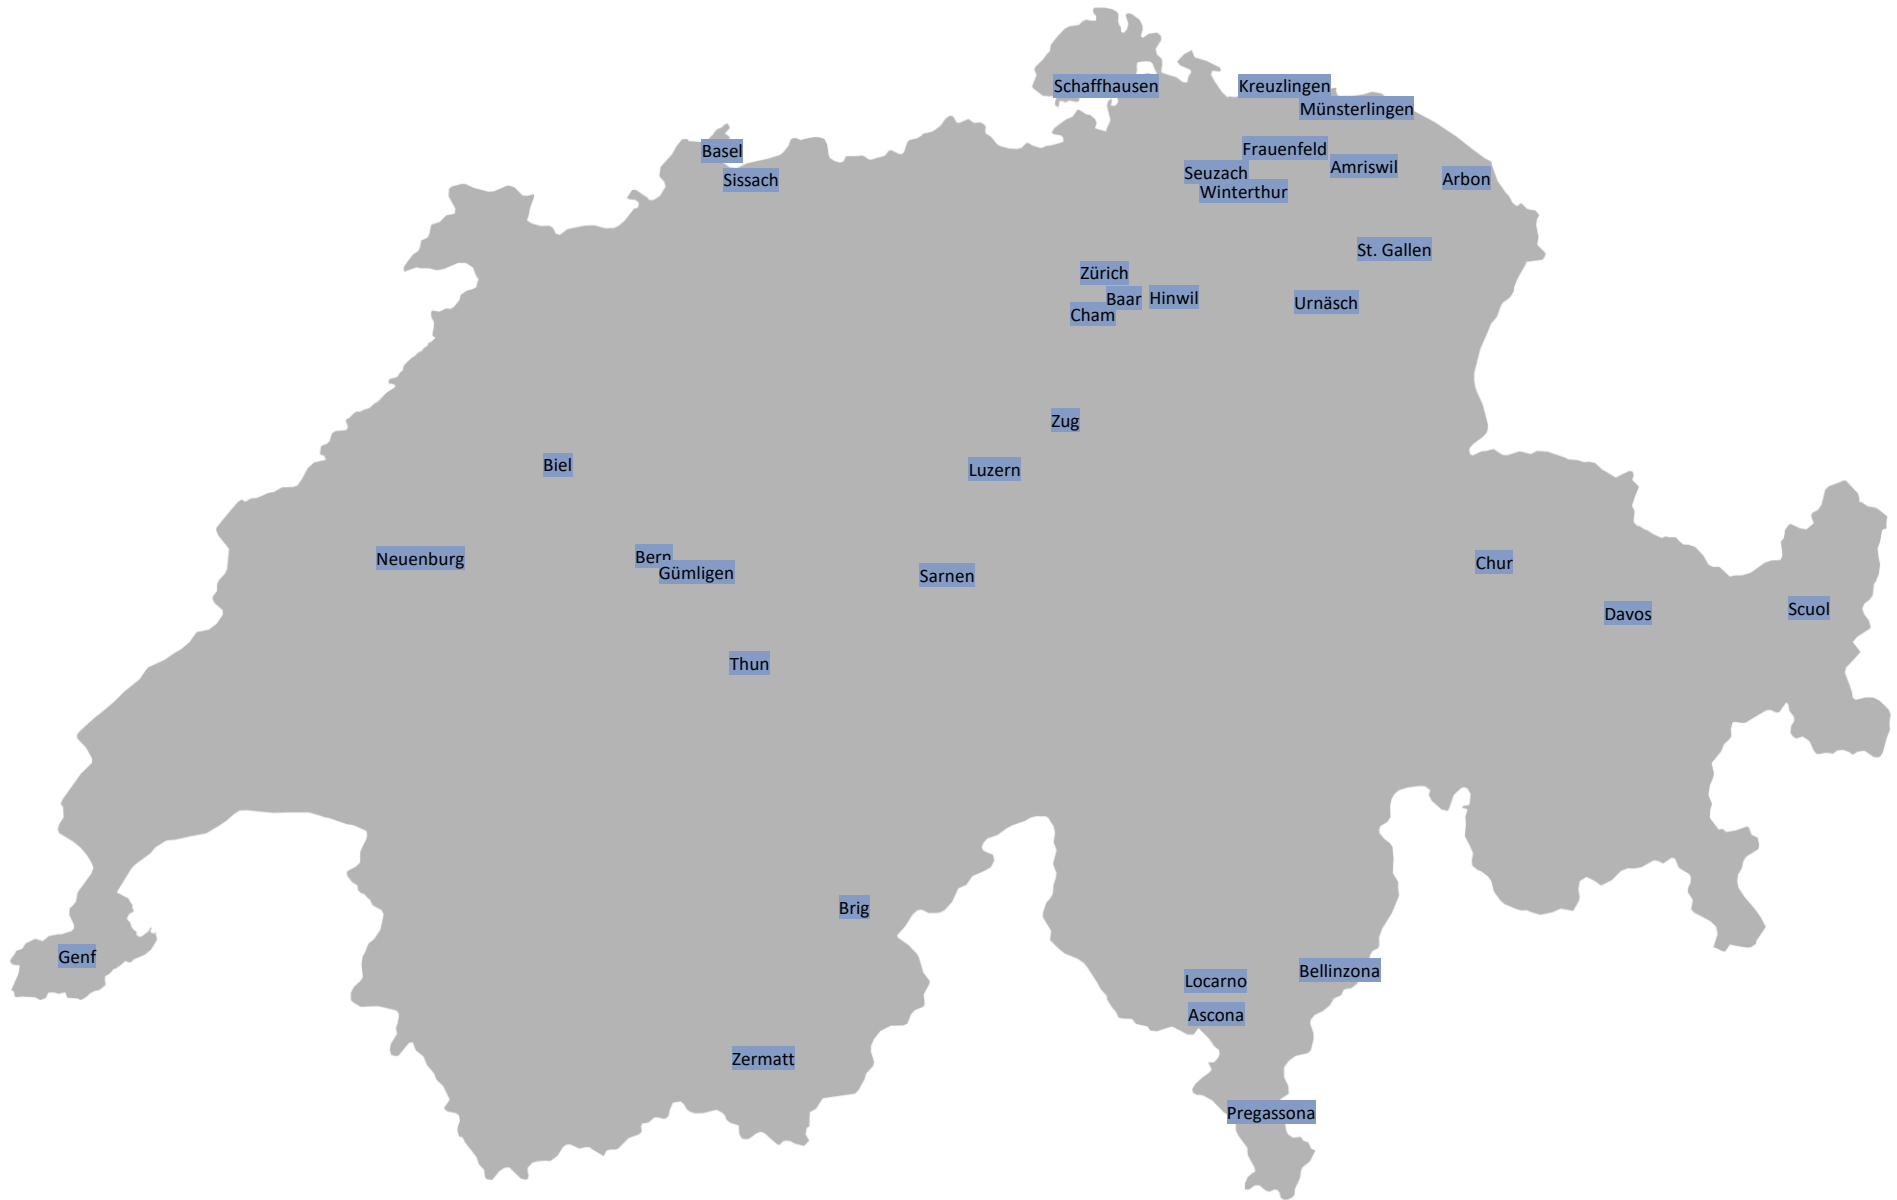 Schaffhausen
Kreuzlingen
Münsterlingen
Basel
Frauenfeld
Sissach
Seuzach
Amriswil
Arbon
Winterthur
St. Gallen
Zürich
Baar
Hinwil
Urnäsch
Cham
Zug
Biel
Luzern
Neuenburg
Bern
Gümligen
Sarnen
Chur
Davos
Scuol
Thun
Brig
Genf
Locarno
Bellinzona
Ascona
Zermatt
Pregassona